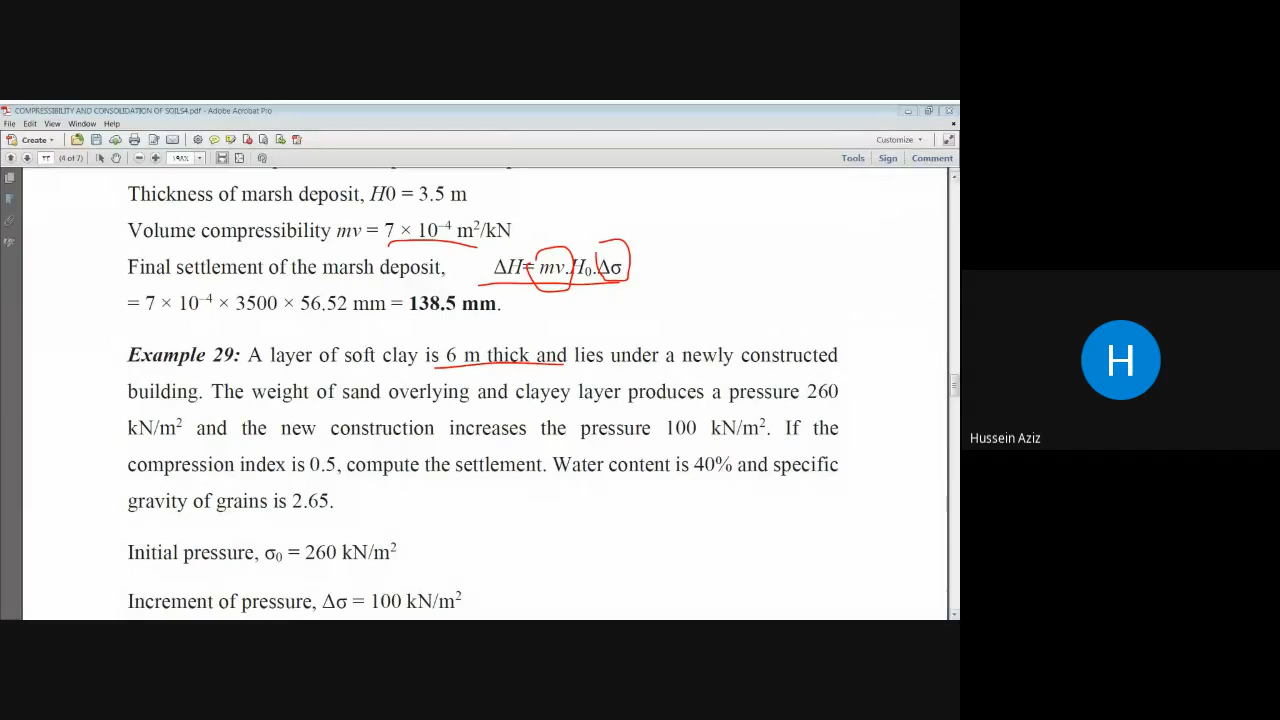 COMPRESSIBILITY AND CONSOLIDATION OF SOILS4.pdf - Adobe Acrobat Pro
File Edit View Window Help
Create Customize
٢٣ (4 of 7) ١٩٨% Tools Sign Comment
Thickness of marsh deposit, H0 = 3.5 m
Volume compressibility mv = 7 × 10⁻⁴ m²/kN
Final settlement of the marsh deposit, ΔH= mv.H₀.Δσ
= 7 × 10⁻⁴ × 3500 × 56.52 mm = 138.5 mm.
Example 29: A layer of soft clay is 6 m thick and lies under a newly constructed
building. The weight of sand overlying and clayey layer produces a pressure 260
kN/m² and the new construction increases the pressure 100 kN/m². If the
compression index is 0.5, compute the settlement. Water content is 40% and specific
gravity of grains is 2.65.
Initial pressure, σ₀ = 260 kN/m²
Increment of pressure, Δσ = 100 kN/m²
H
Hussein Aziz